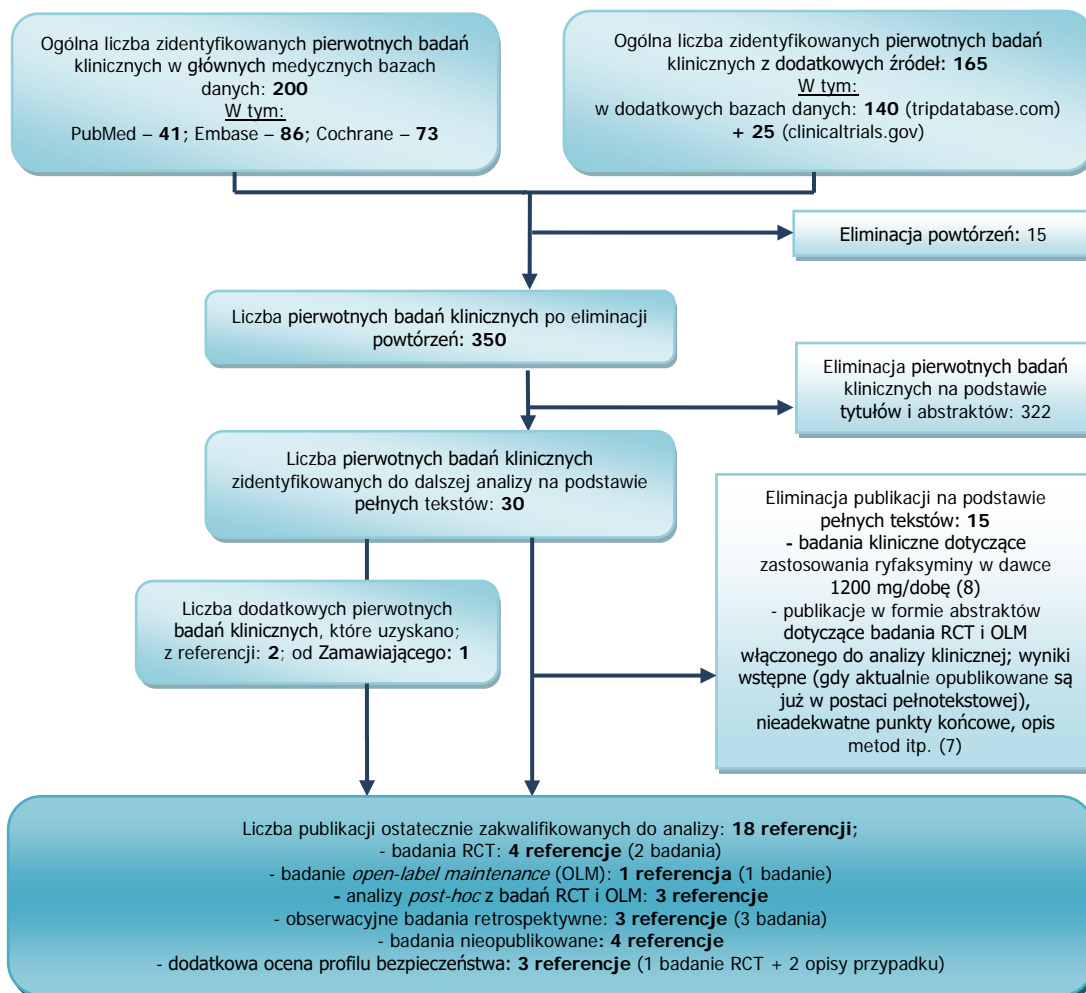 Ogólna liczba zidentyfikowanych pierwotnych badań
klinicznych w głównych medycznych bazach
danych: 200
W tym:
PubMed – 41; Embase – 86; Cochrane – 73
Ogólna liczba zidentyfikowanych pierwotnych badań
klinicznych z dodatkowych źródeł: 165
W tym:
w dodatkowych bazach danych: 140 (tripdatabase.com)
+ 25 (clinicaltrials.gov)
Eliminacja powtórzeń: 15
Liczba pierwotnych badań klinicznych po eliminacji
powtórzeń: 350
Eliminacja pierwotnych badań
klinicznych na podstawie
tytułów i abstraktów: 322
Liczba pierwotnych badań klinicznych
zidentyfikowanych do dalszej analizy na podstawie
pełnych tekstów: 30
Eliminacja publikacji na podstawie
pełnych tekstów: 15
- badania kliniczne dotyczące
zastosowania ryfaksyminy w dawce
1200 mg/dobę (8)
- publikacje w formie abstraktów
dotyczące badania RCT i OLM
włączonego do analizy klinicznej; wyniki
wstępne (gdy aktualnie opublikowane są
już w postaci pełnotekstowej),
nieadekwatne punkty końcowe, opis
metod itp. (7)
Liczba dodatkowych pierwotnych
badań klinicznych, które uzyskano;
z referencji: 2; od Zamawiającego: 1
Liczba publikacji ostatecznie zakwalifikowanych do analizy: 18 referencji;
- badania RCT: 4 referencje (2 badania)
- badanie open-label maintenance (OLM): 1 referencja (1 badanie)
- analizy post-hoc z badań RCT i OLM: 3 referencje
- obserwacyjne badania retrospektywne: 3 referencje (3 badania)
- badania nieopublikowane: 4 referencje
- dodatkowa ocena profilu bezpieczeństwa: 3 referencje (1 badanie RCT + 2 opisy przypadku)